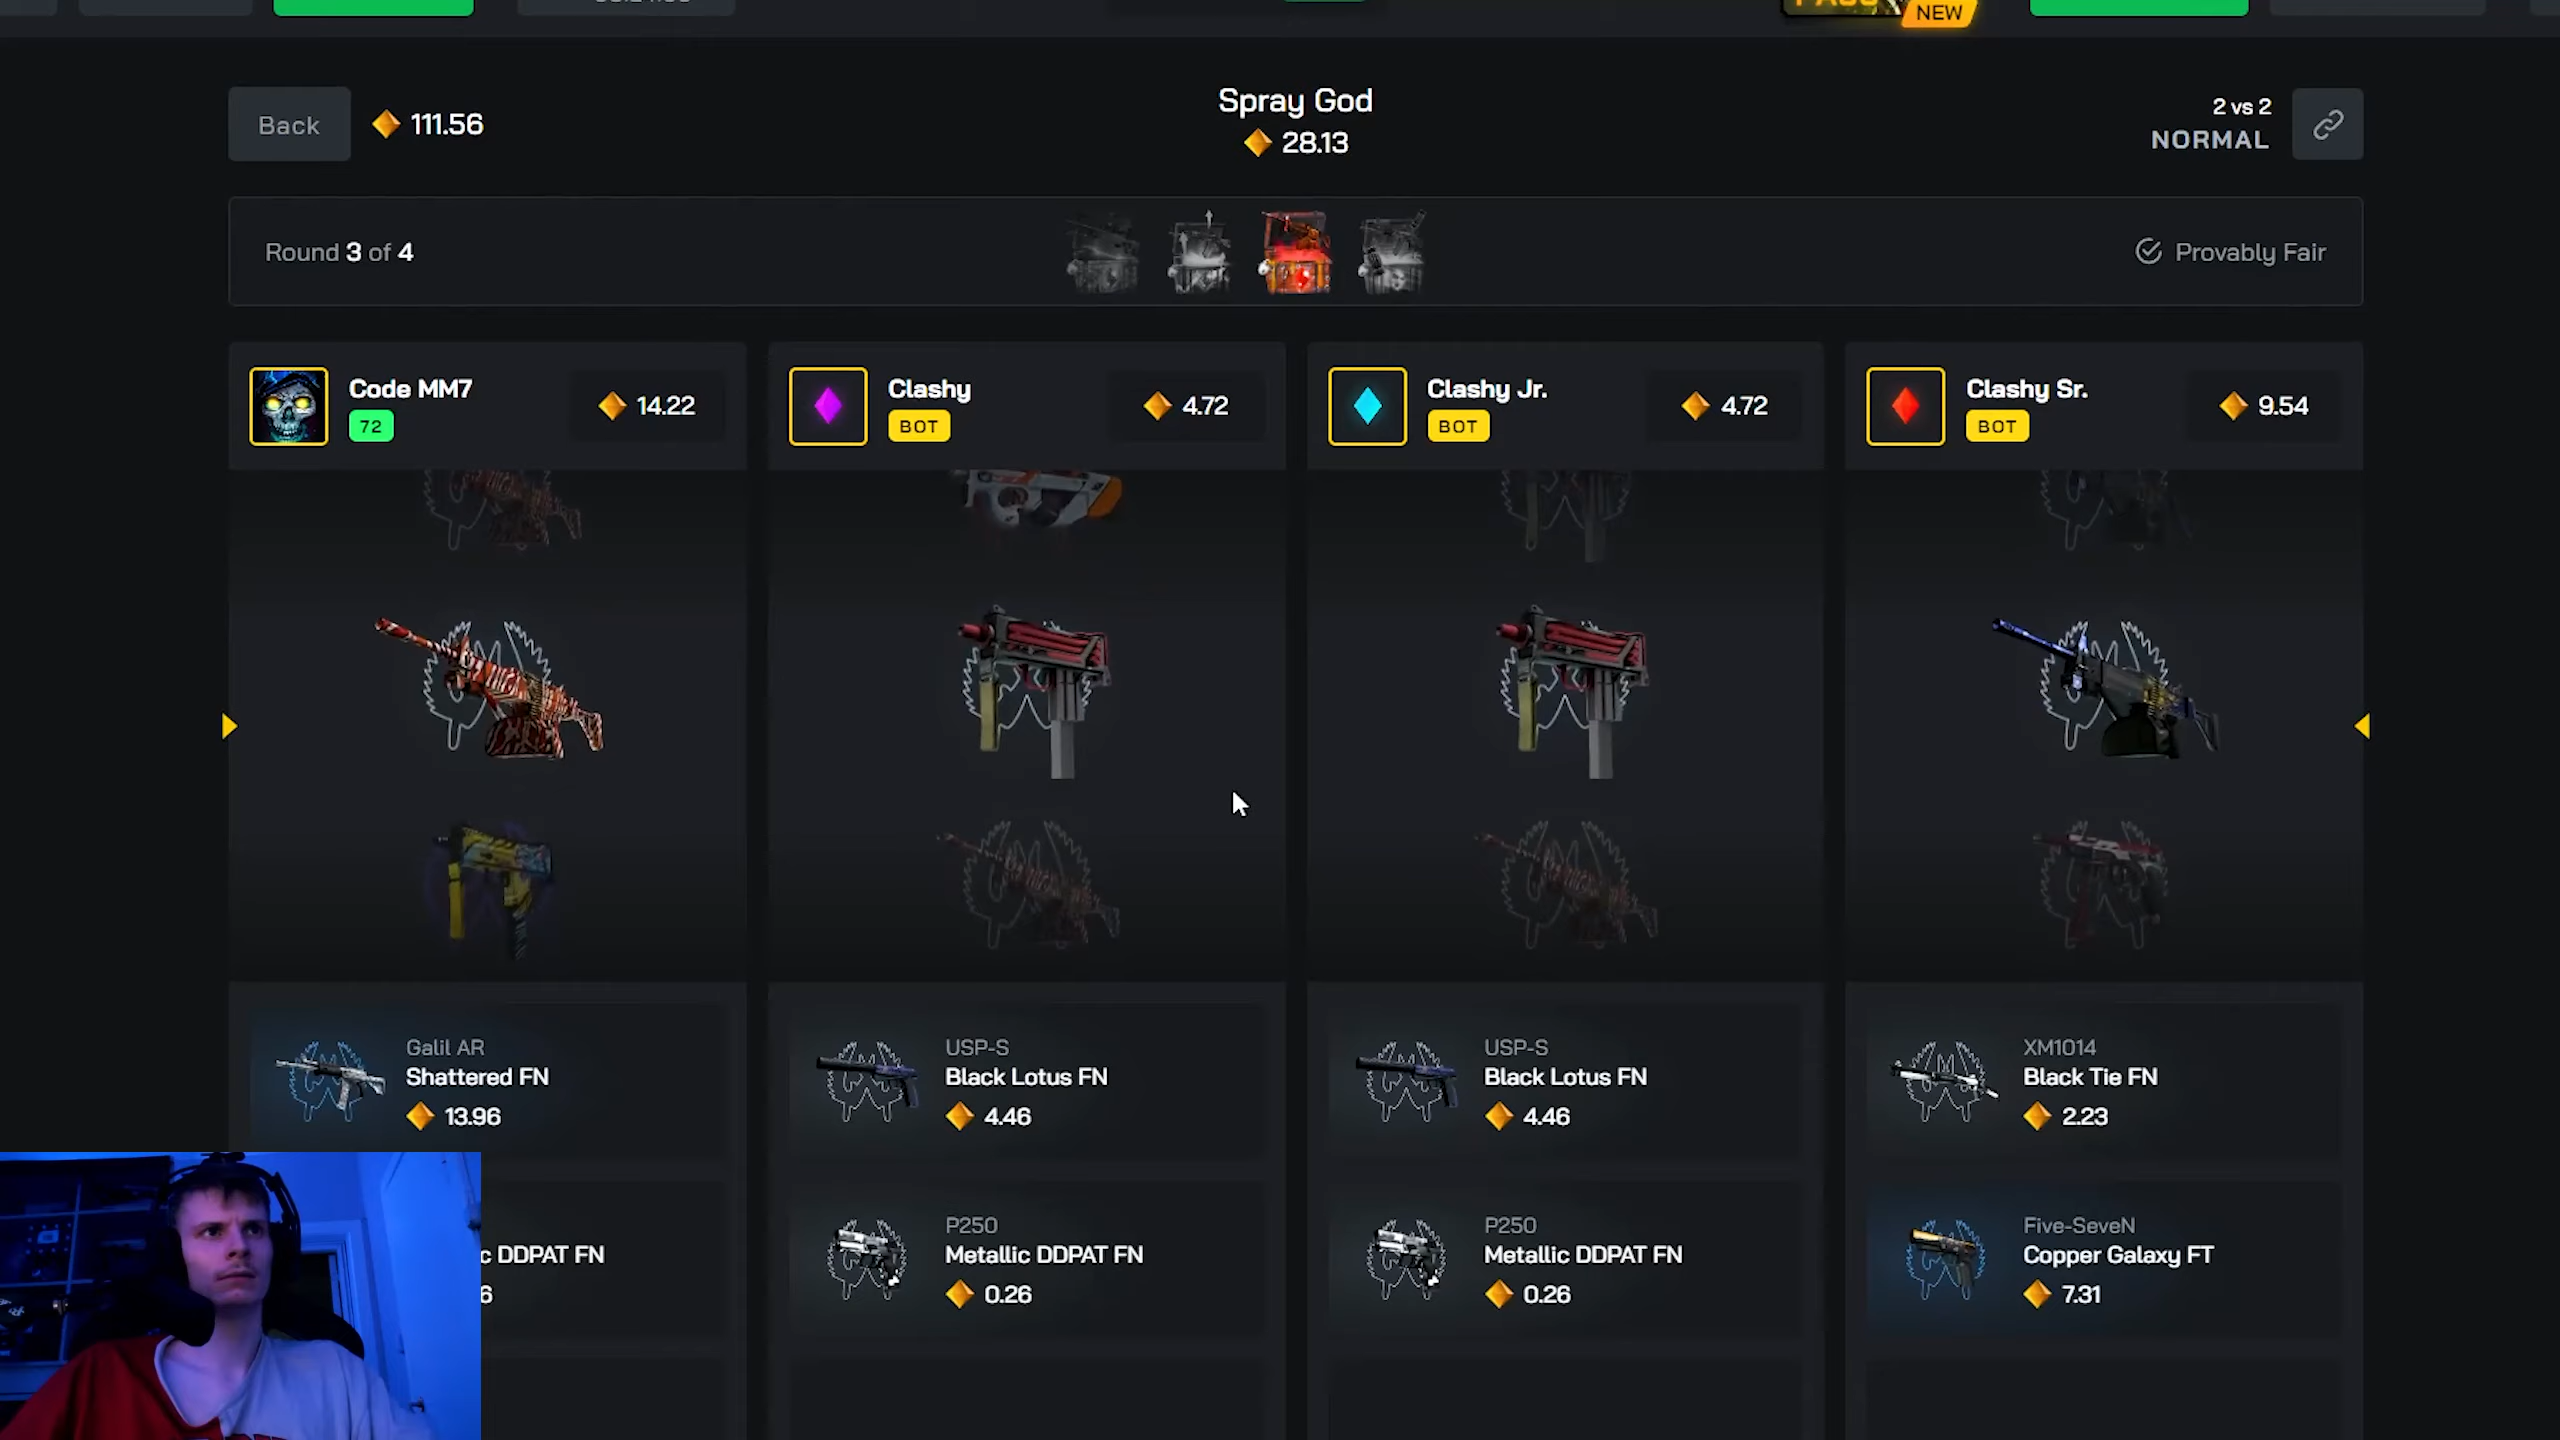 NEW
Back
111.56
Spray God
28.13
2 vs 2
NORMAL
Round 3 of 4
Provably Fair
Code MM7
72
14.22
Clashy
BOT
4.72
Clashy Jr.
BOT
4.72
Clashy Sr.
BOT
9.54
Galil AR
Shattered FN
13.96
USP-S
Black Lotus FN
4.46
USP-S
Black Lotus FN
4.46
XM1014
Black Tie FN
2.23
c DDPAT FN
6
P250
Metallic DDPAT FN
0.26
P250
Metallic DDPAT FN
0.26
Five-SeveN
Copper Galaxy FT
7.31